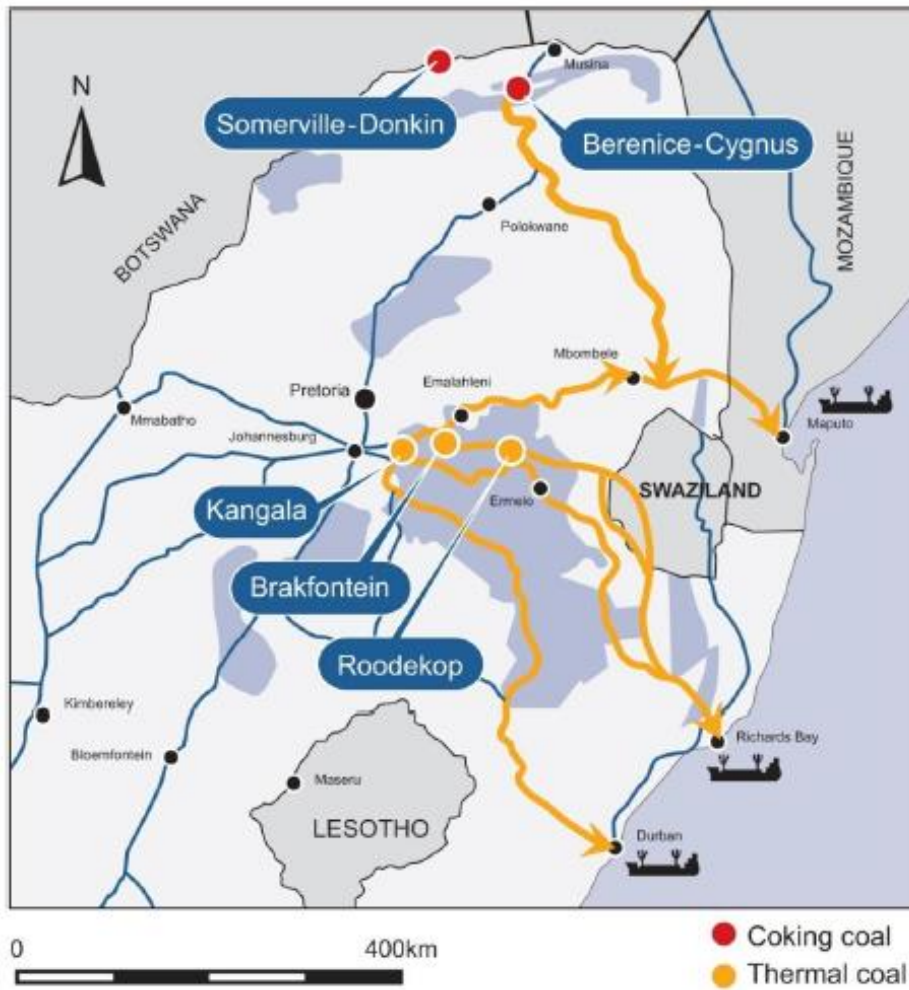 Musina
N
Somerville-Donkin
Berenice-Cygnus
MOZAMBIQUE
BOTSWANA
Polokwane
Mbombele
Emalahleni
Pretoria
Mmabatho
Maputo
Johannesburg
SWAZILAND
Ermelo
Kangala
Brakfontein
Roodekop
Kimbereley
Richards Bay
Bloemfontein
Maseru
LESOTHO
Durban
0 400km
Coking coal
Thermal coal